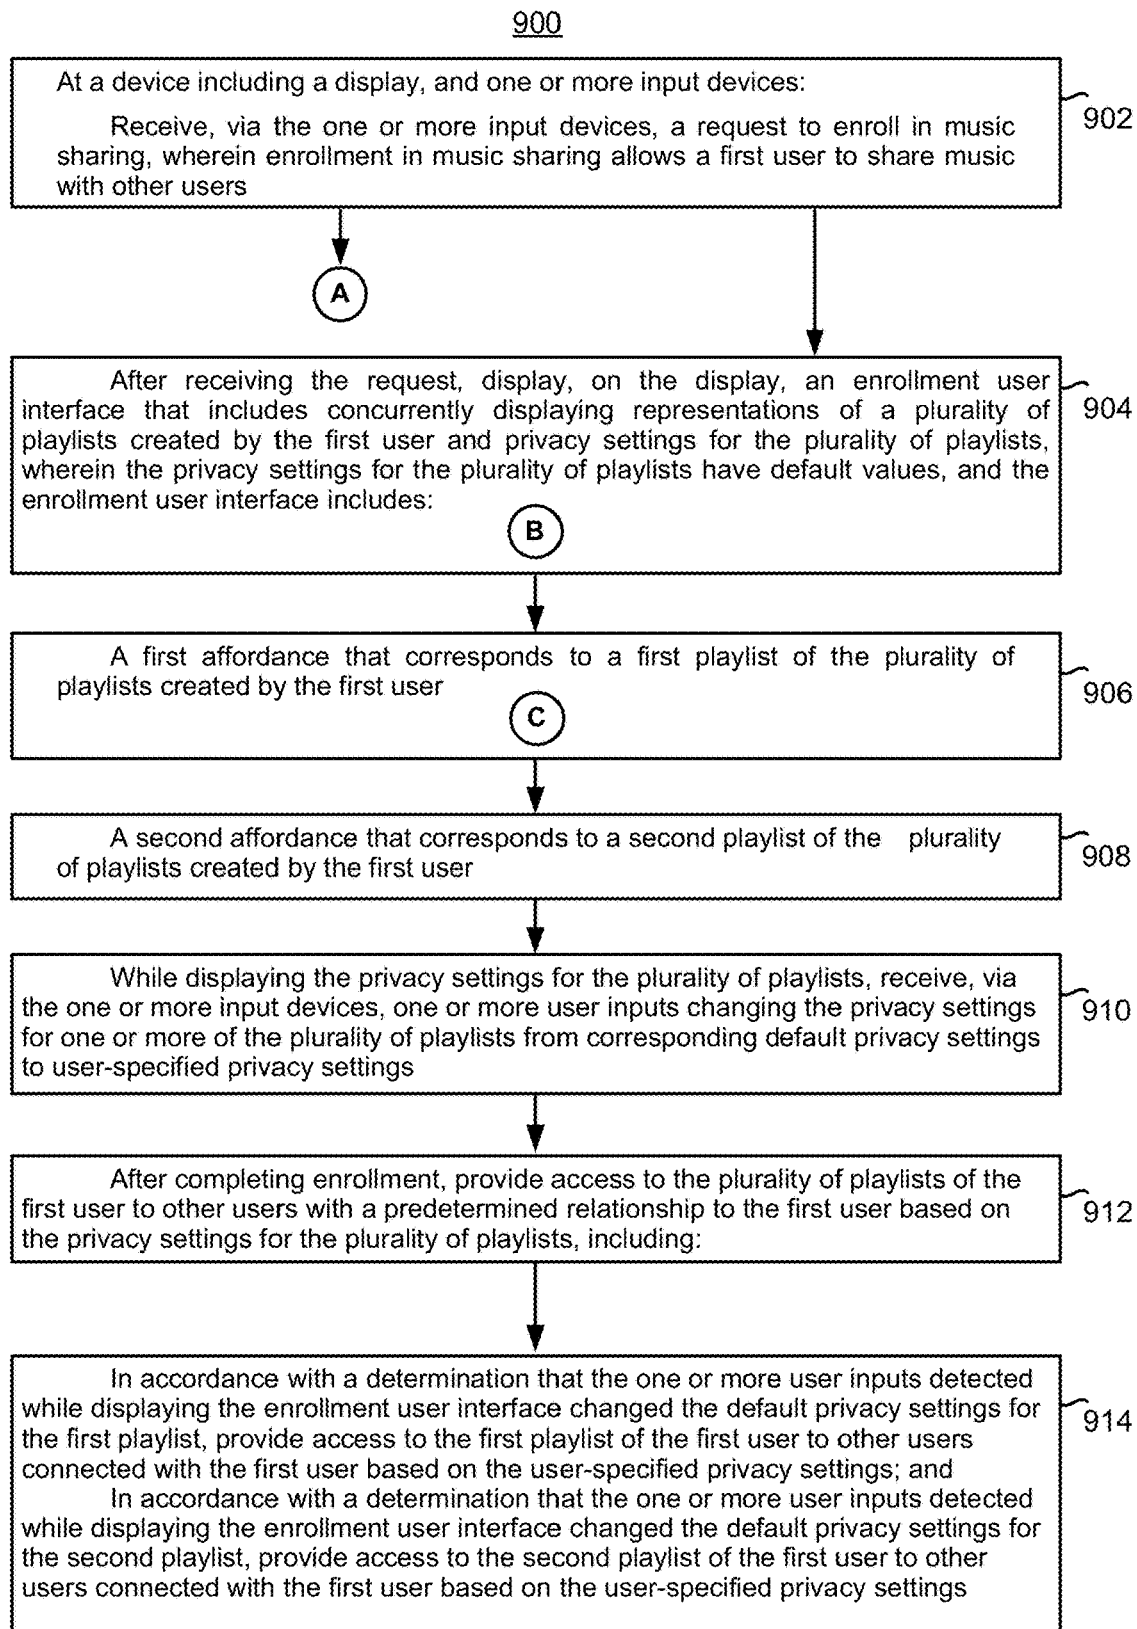 900
At a device including a display, and one or more input devices:
Receive, via the one or more input devices, a request to enroll in music
sharing, wherein enrollment in music sharing allows a first user to share music
with other users
902
A
After receiving the request, display, on the display, an enrollment user
interface that includes concurrently displaying representations of a plurality of
playlists created by the first user and privacy settings for the plurality of playlists,
wherein the privacy settings for the plurality of playlists have default values, and the
enrollment user interface includes:
904
B
A first affordance that corresponds to a first playlist of the plurality of
playlists created by the first user
906
C
A second affordance that corresponds to a second playlist of the plurality
of playlists created by the first user
908
While displaying the privacy settings for the plurality of playlists, receive, via
the one or more input devices, one or more user inputs changing the privacy settings
for one or more of the plurality of playlists from corresponding default privacy settings
to user-specified privacy settings
910
After completing enrollment, provide access to the plurality of playlists of the
first user to other users with a predetermined relationship to the first user based on
the privacy settings for the plurality of playlists, including:
912
In accordance with a determination that the one or more user inputs detected
while displaying the enrollment user interface changed the default privacy settings for
the first playlist, provide access to the first playlist of the first user to other users
connected with the first user based on the user-specified privacy settings; and
In accordance with a determination that the one or more user inputs detected
while displaying the enrollment user interface changed the default privacy settings for
the second playlist, provide access to the second playlist of the first user to other
users connected with the first user based on the user-specified privacy settings
914